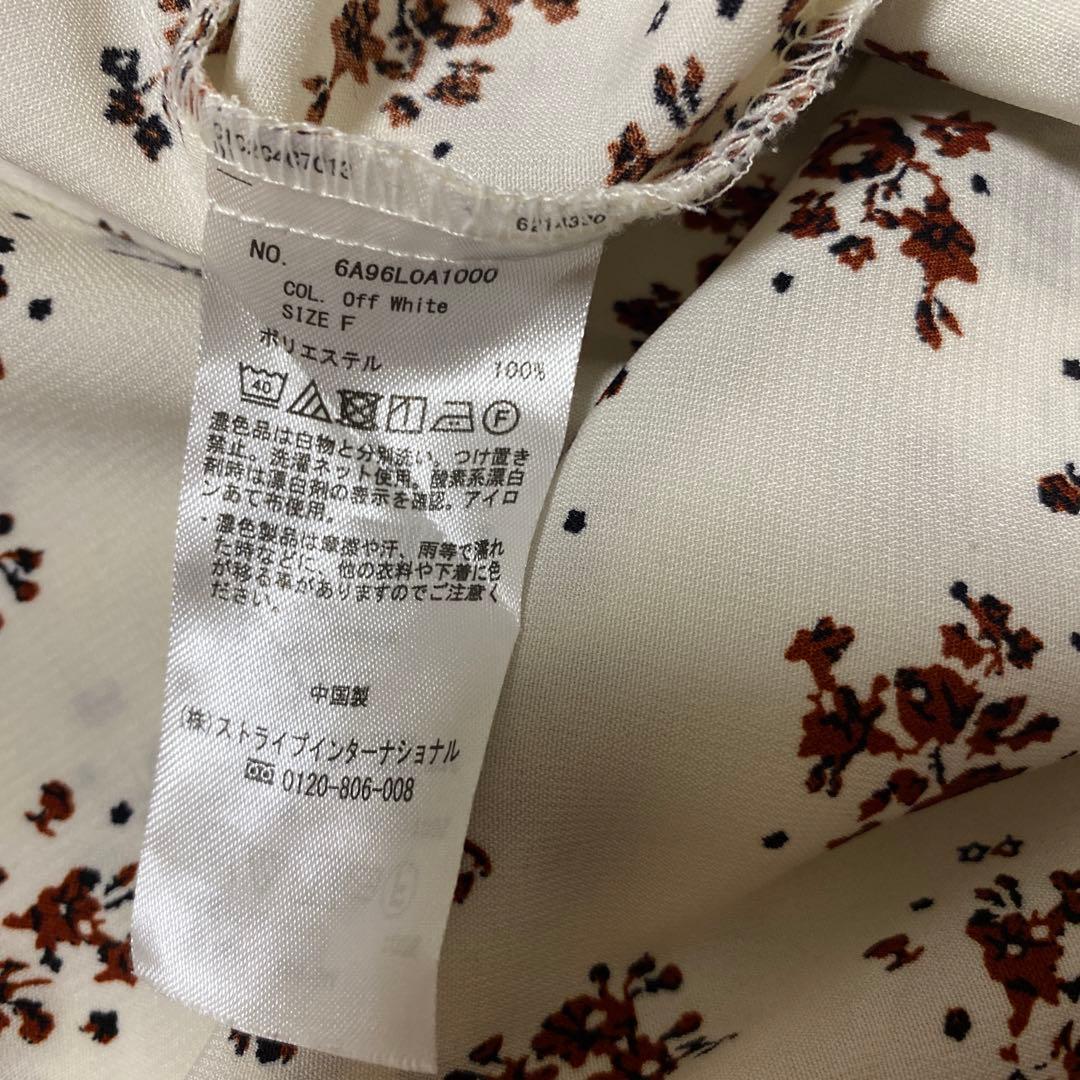 NO. 6A96L0A1000
COL. Off White
SIZE F
ポリエステル 100%
40
F
濃色品は白物と分別洗い。つけ置き
禁止。洗濯ネット使用。酸素系漂白
剤時は漂白剤の表示を確認。アイロ
ンあて布使用。
・濃色製品は摩擦や汗、雨等で濡れ
た時などに、他の衣料や下着に色
が移る事がありますのでご注意く
ださい。
中国製
(株)ストライプインターナショナル
0120-806-008